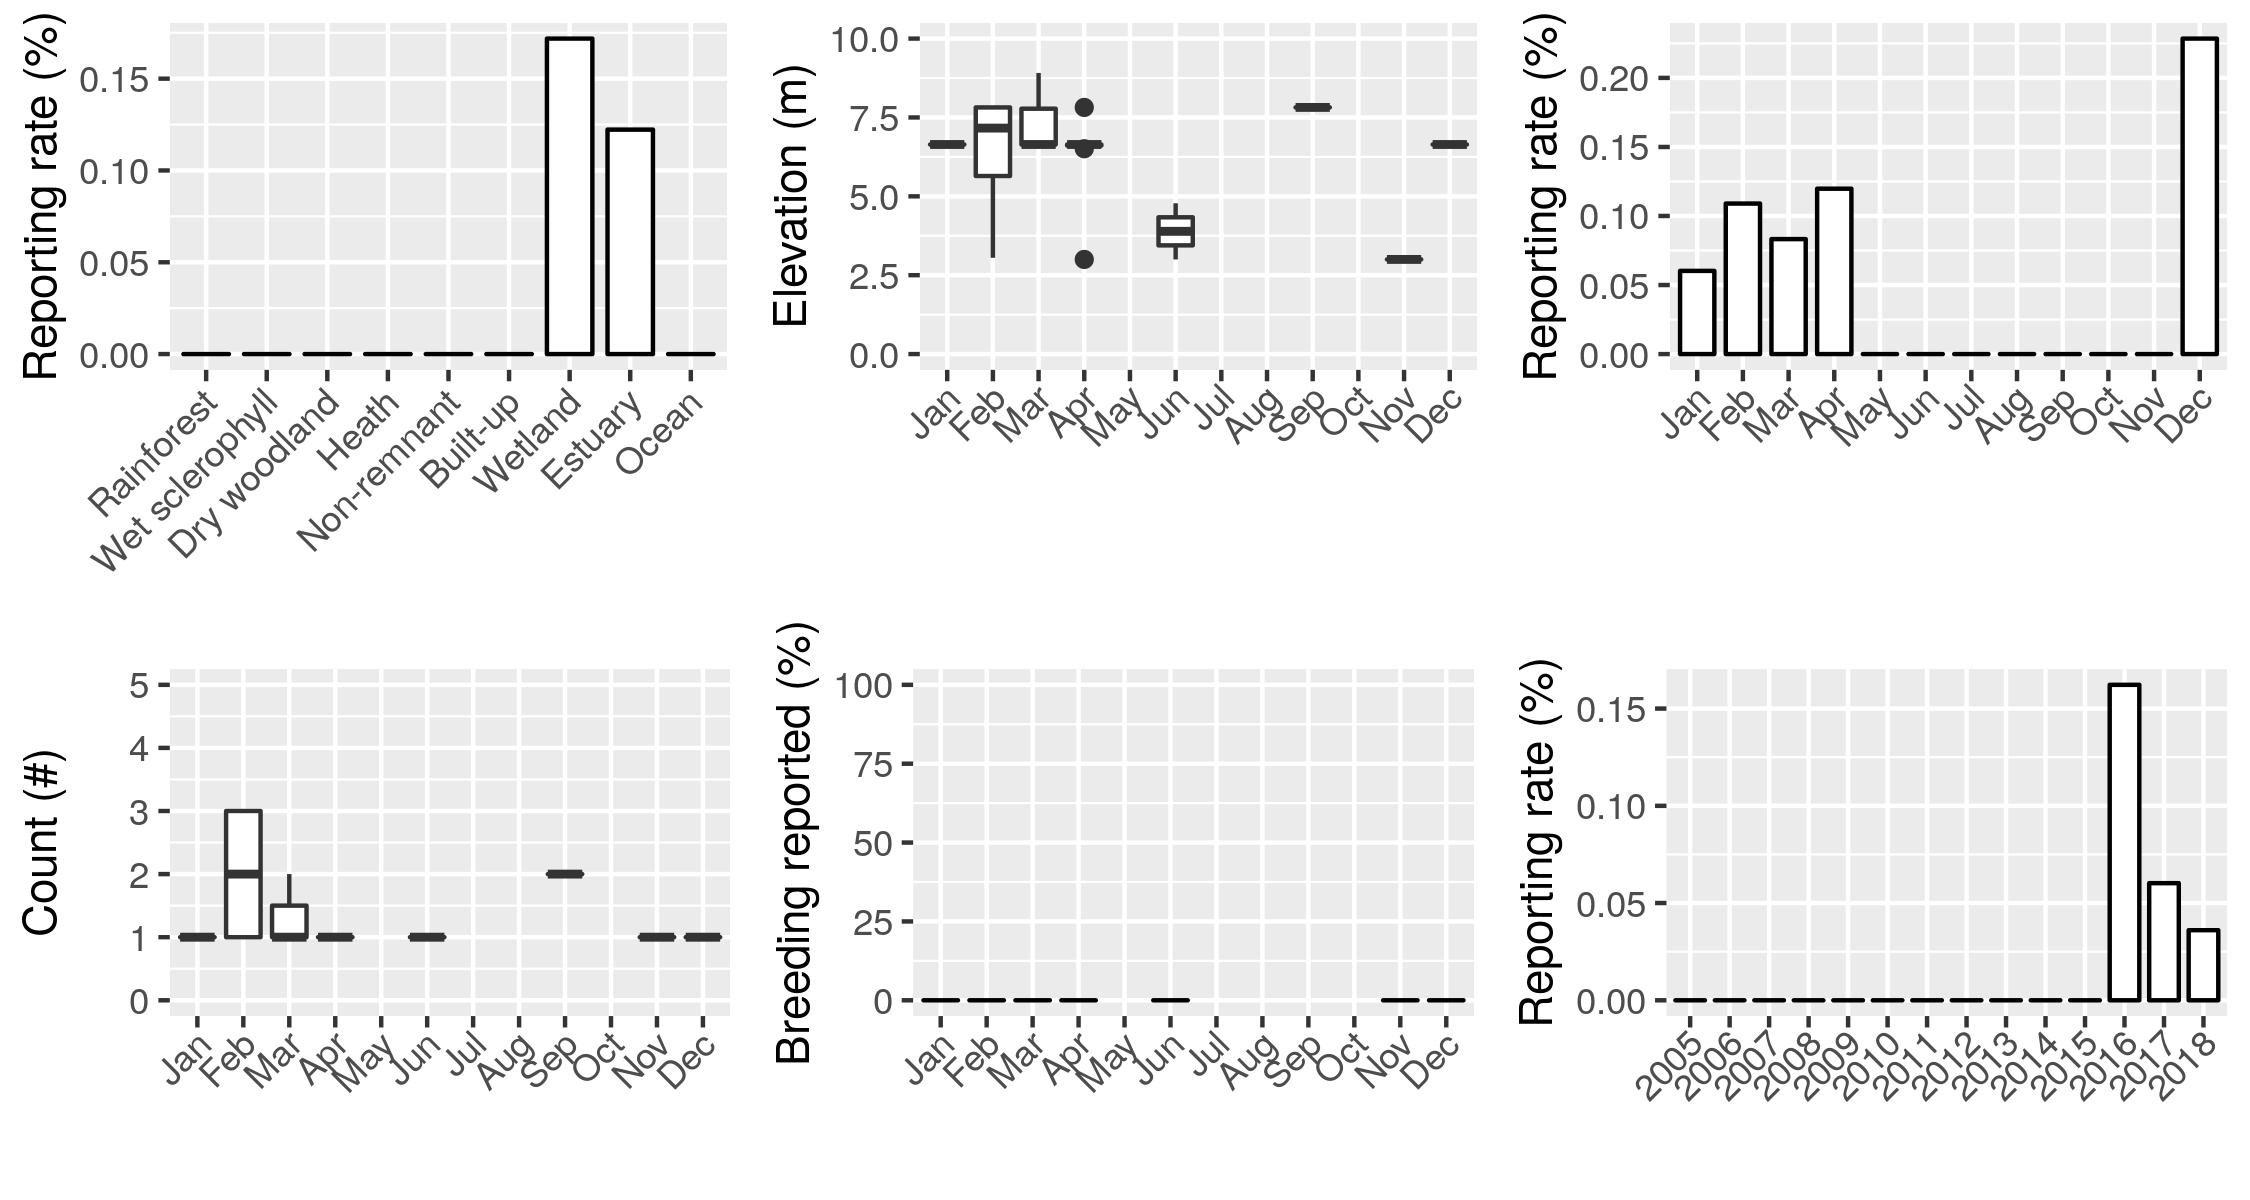 Reporting rate (%)
0.15
0.10
0.05
0.00
Rainforest
Wet sclerophyll
Dry woodland
Heath
Non-remnant
Built-up
Wetland
Estuary
Ocean
Elevation (m)
10.0
7.5
5.0
2.5
0.0
Jan
Feb
Mar
Apr
May
Jun
Jul
Aug
Sep
Oct
Nov
Dec
Reporting rate (%)
0.20
0.15
0.10
0.05
0.00
Jan
Feb
Mar
Apr
May
Jun
Jul
Aug
Sep
Oct
Nov
Dec
Count (#)
5
4
3
2
1
0
Jan
Feb
Mar
Apr
May
Jun
Jul
Aug
Sep
Oct
Nov
Dec
Breeding reported (%)
100
75
50
25
0
Jan
Feb
Mar
Apr
May
Jun
Jul
Aug
Sep
Oct
Nov
Dec
Reporting rate (%)
0.15
0.10
0.05
0.00
2005
2006
2007
2008
2009
2010
2011
2012
2013
2014
2015
2016
2017
2018